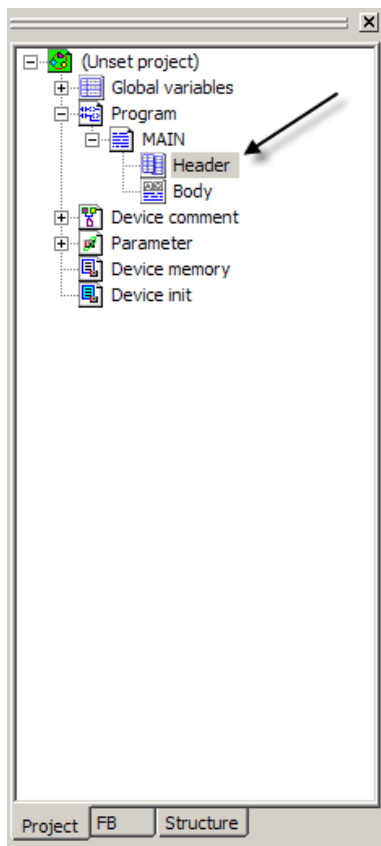 (Unset project)
Global variables
Program
MAIN
Header
Body
Device comment
Parameter
Device memory
Device init
Project FB Structure